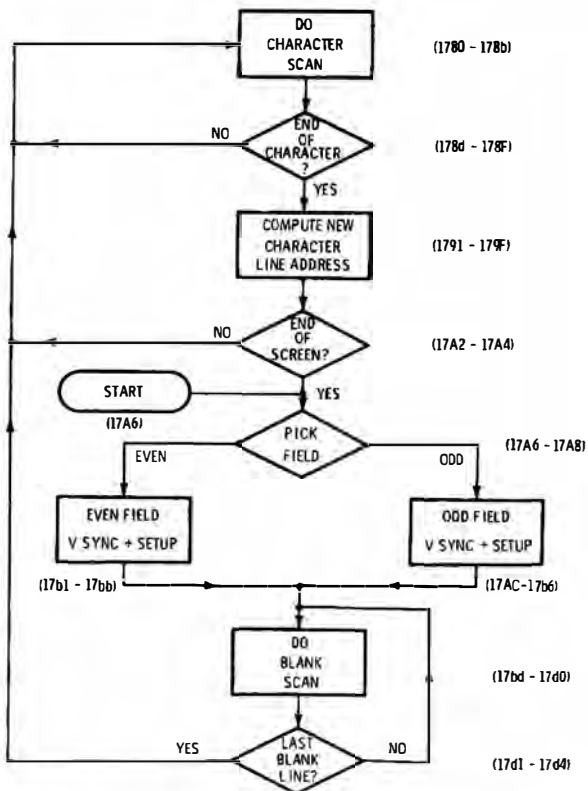 DO
CHARACTER
SCAN
(1780 - 178b)
END
OF
CHARACTER
?
NO
(178d - 178F)
YES
COMPUTE NEW
CHARACTER
LINE ADDRESS
(1791 - 179F)
END
OF
SCREEN?
NO
(17A2 - 17A4)
YES
START
(17A6)
PICK
FIELD
(17A6 - 17A8)
EVEN
ODD
EVEN FIELD
V SYNC + SETUP
ODD FIELD
V SYNC + SETUP
(17b1 - 17bb)
(17AC-17b6)
DO
BLANK
SCAN
(17bd - 17d0)
YES
LAST
BLANK
LINE?
NO
(17d1 - 17d4)